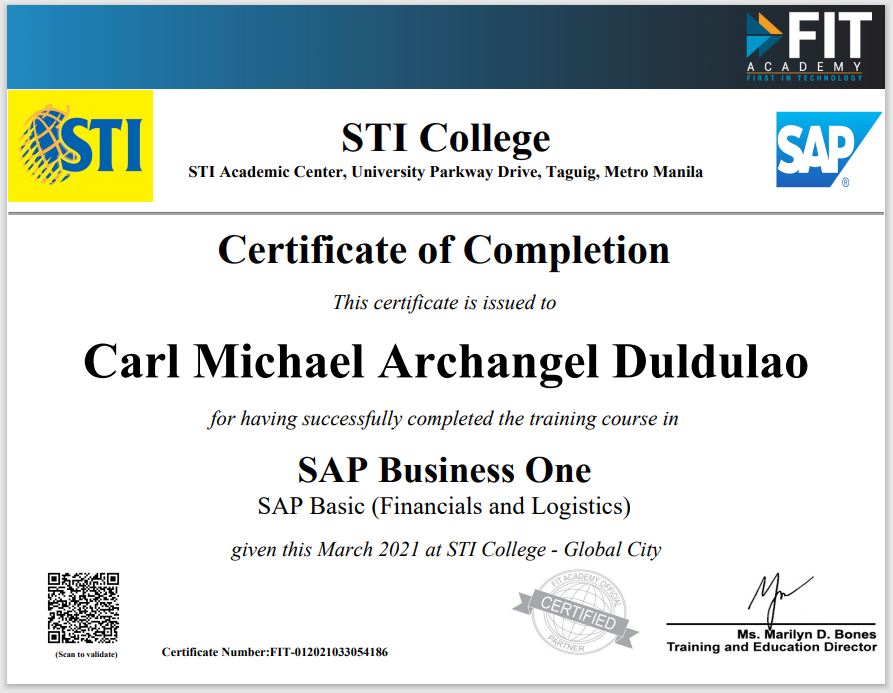 FIT
ACADEMY
FIRST IN TECHNOLOGY
STI
STI College
STI Academic Center, University Parkway Drive, Taguig, Metro Manila
SAP
®
Certificate of Completion
This certificate is issued to
Carl Michael Archangel Duldulao
for having successfully completed the training course in
SAP Business One
SAP Basic (Financials and Logistics)
given this March 2021 at STI College - Global City
(Scan to validate)
Certificate Number:FIT-012021033054186
FIT ACADEMY OFFICIAL
CERTIFIED
PARTNER
Ms. Marilyn D. Bones
Training and Education Director